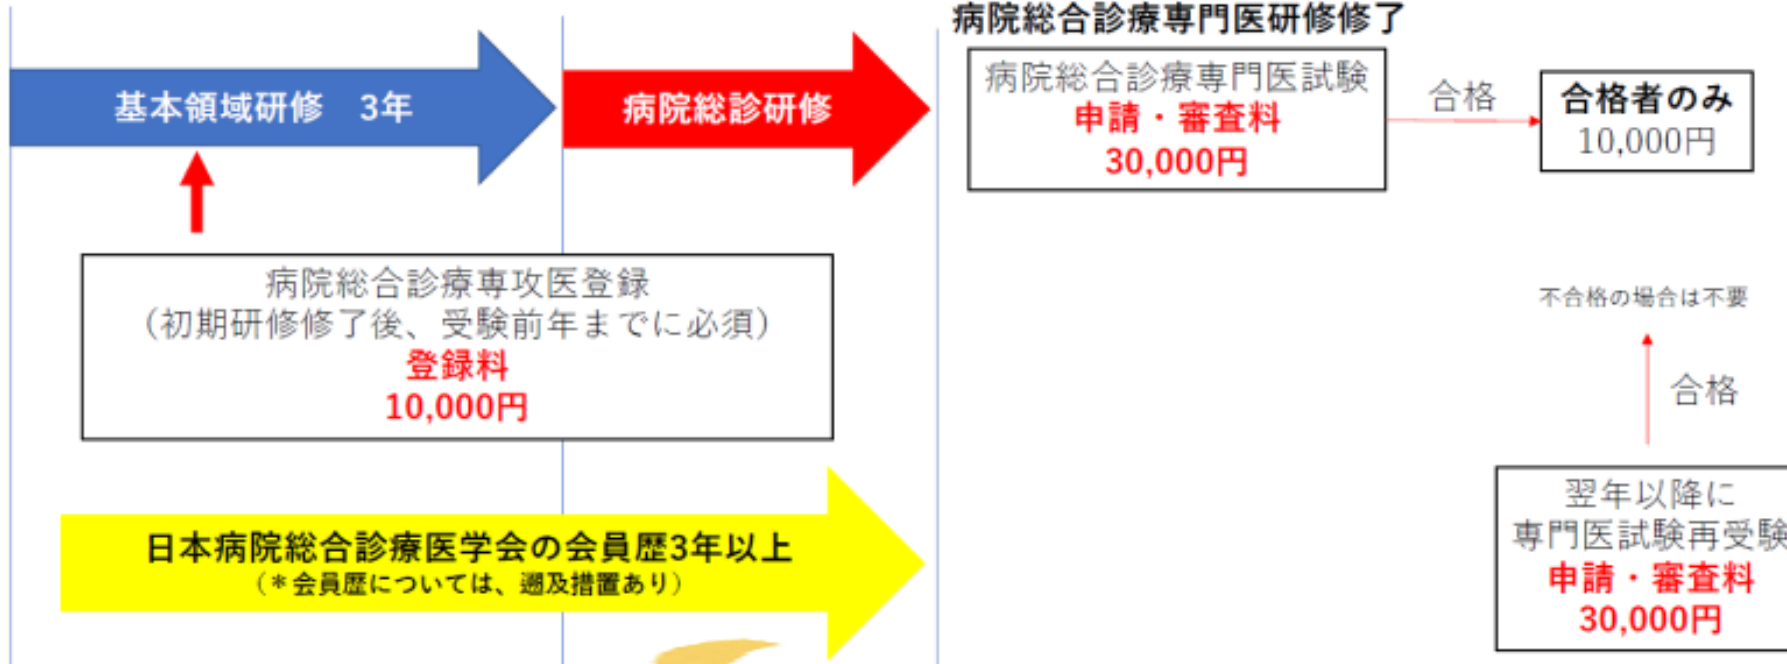 病院総合診療専門医研修修了
基本領域研修　3年
病院総診研修
病院総合診療専門医試験
申請・審査料
30,000円
合格
合格者のみ
10,000円
病院総合診療専攻医登録
（初期研修修了後、受験前年までに必須）
登録料
10,000円
不合格の場合は不要
合格
日本病院総合診療医学会の会員歴3年以上
（＊会員歴については、遡及措置あり）
翌年以降に
専門医試験再受験
申請・審査料
30,000円